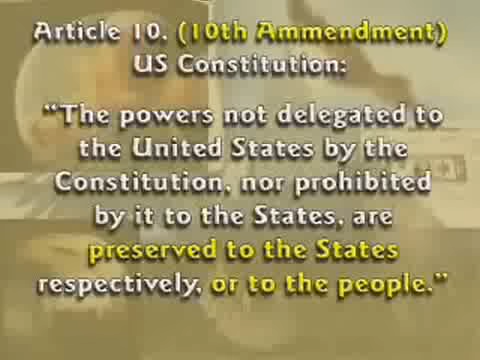 Article 10. (10th Ammendment)
US Constitution:
“The powers not delegated to
the United States by the
Constitution, nor prohibited
by it to the States, are
preserved to the States
respectively, or to the people.”